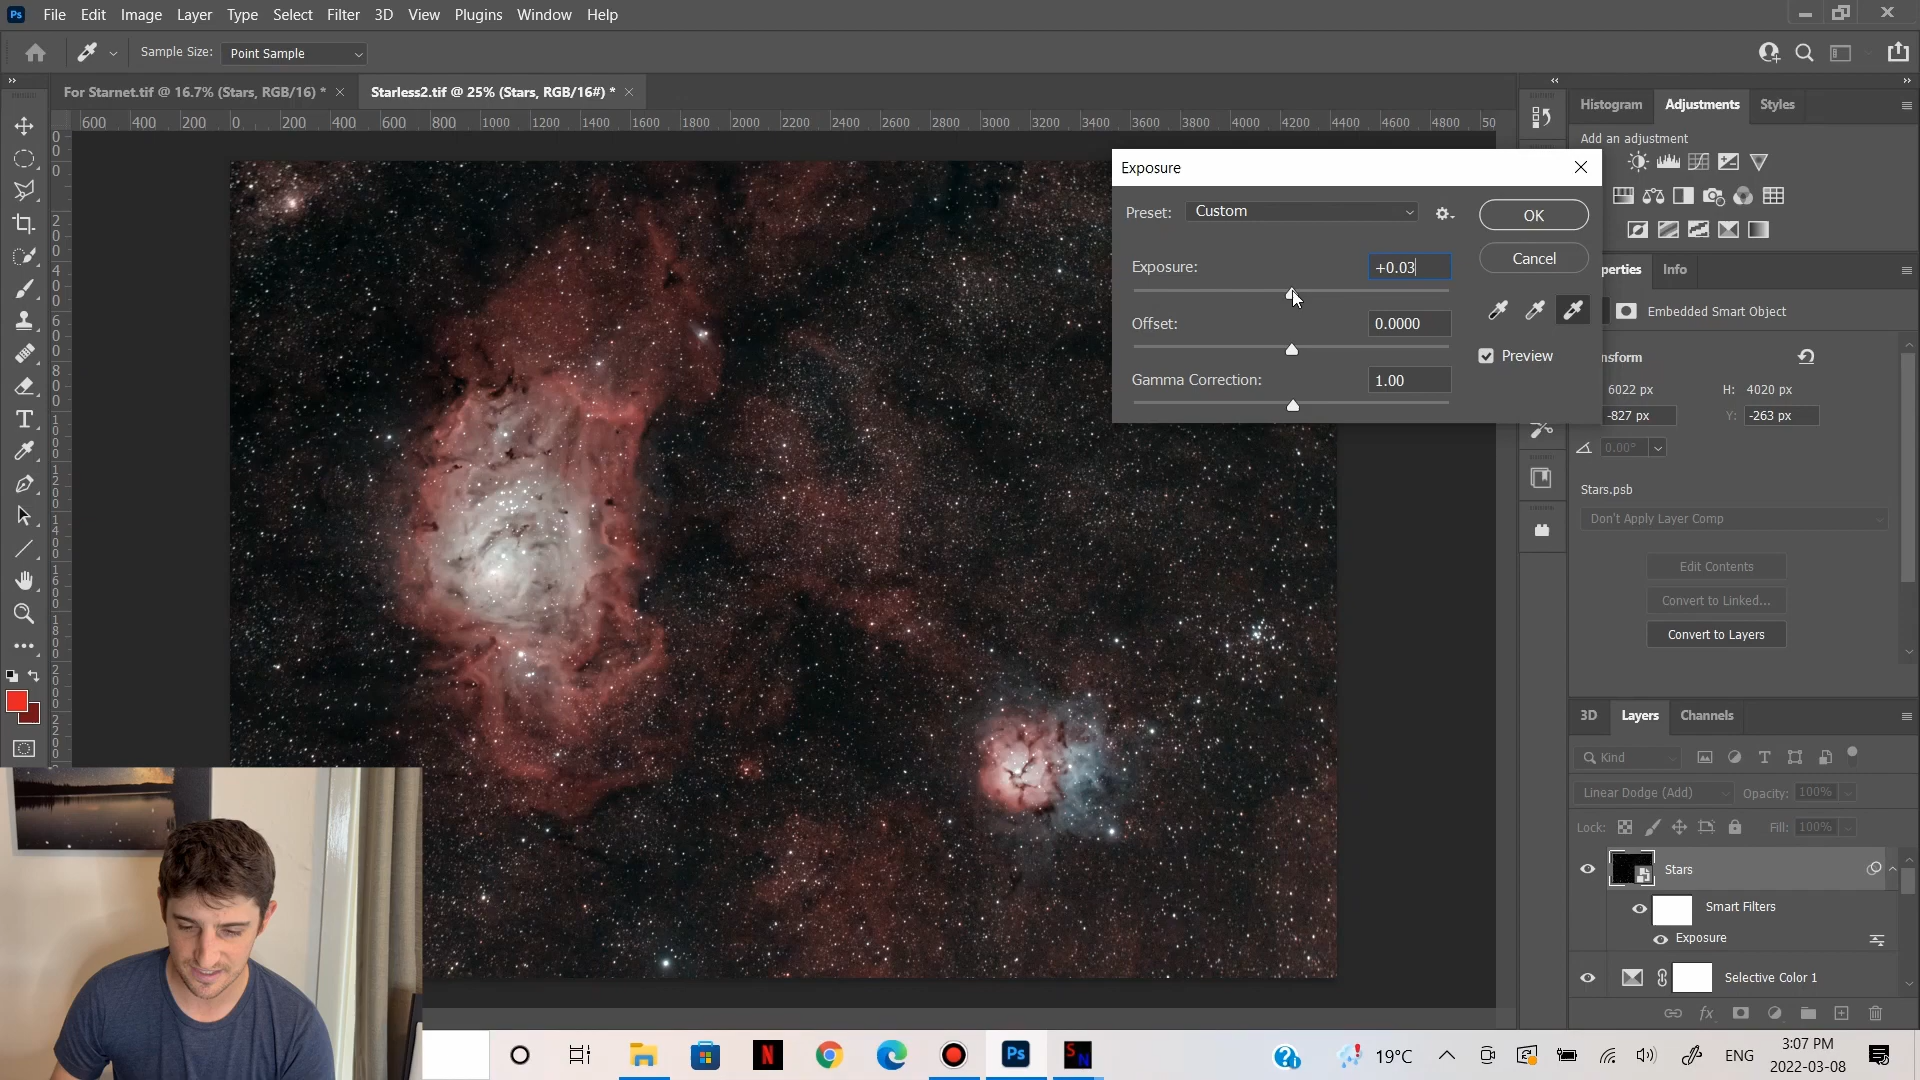 Ps File Edit Image Layer Type Select Filter 3D View Plugins Window Help
Sample Size: Point Sample
For Starnet.tif @ 16.7% (Stars, RGB/16) * × Starless2.tif @ 25% (Stars, RGB/16#) * ×
600 400 200 0 200 400 600 800 1000 1200 1400 1600 1800 2000 2200 2400 2600 2800 3000 3200 3400 3600 3800 4000 4200 4400 4600 4800 50
Histogram Adjustments Styles
Add an adjustment
Exposure
Preset: Custom
OK
Exposure: +0.03
Cancel
Offset: 0.0000
Preview
Gamma Correction: 1.00
perties Info
Embedded Smart Object
nsform
6022 px H: 4020 px
-827 px Y: -263 px
0.00°
Stars.psb
Don't Apply Layer Comp
Edit Contents
Convert to Linked...
Convert to Layers
3D Layers Channels
Kind
Linear Dodge (Add) Opacity: 100%
Lock: Fill: 100%
Stars
Smart Filters
Exposure
Selective Color 1
fx
N Ps S N 19°C ENG
3:07 PM
2022-03-08